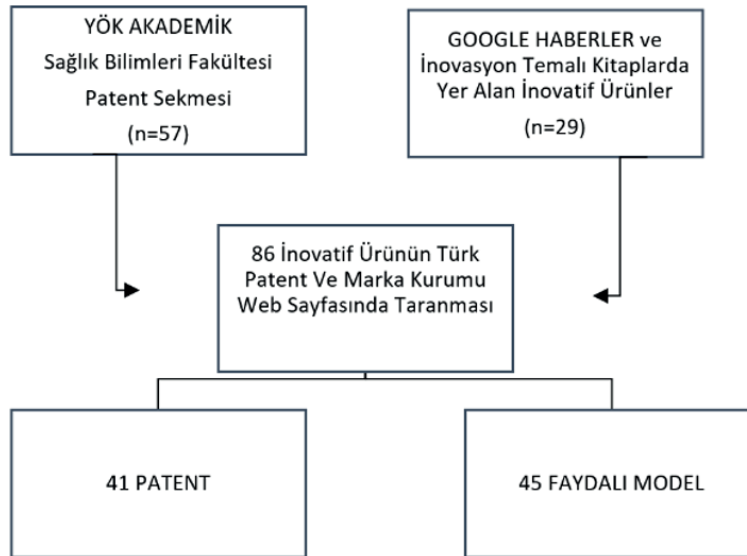 YÖK AKADEMİK
Sağlık Bilimleri Fakültesi
Patent Sekmesi
(n=57)
GOOGLE HABERLER ve
İnovasyon Temalı Kitaplarda
Yer Alan İnovatif Ürünler
(n=29)
86 İnovatif Ürünün Türk
Patent Ve Marka Kurumu
Web Sayfasında Taranması
41 PATENT
45 FAYDALI MODEL